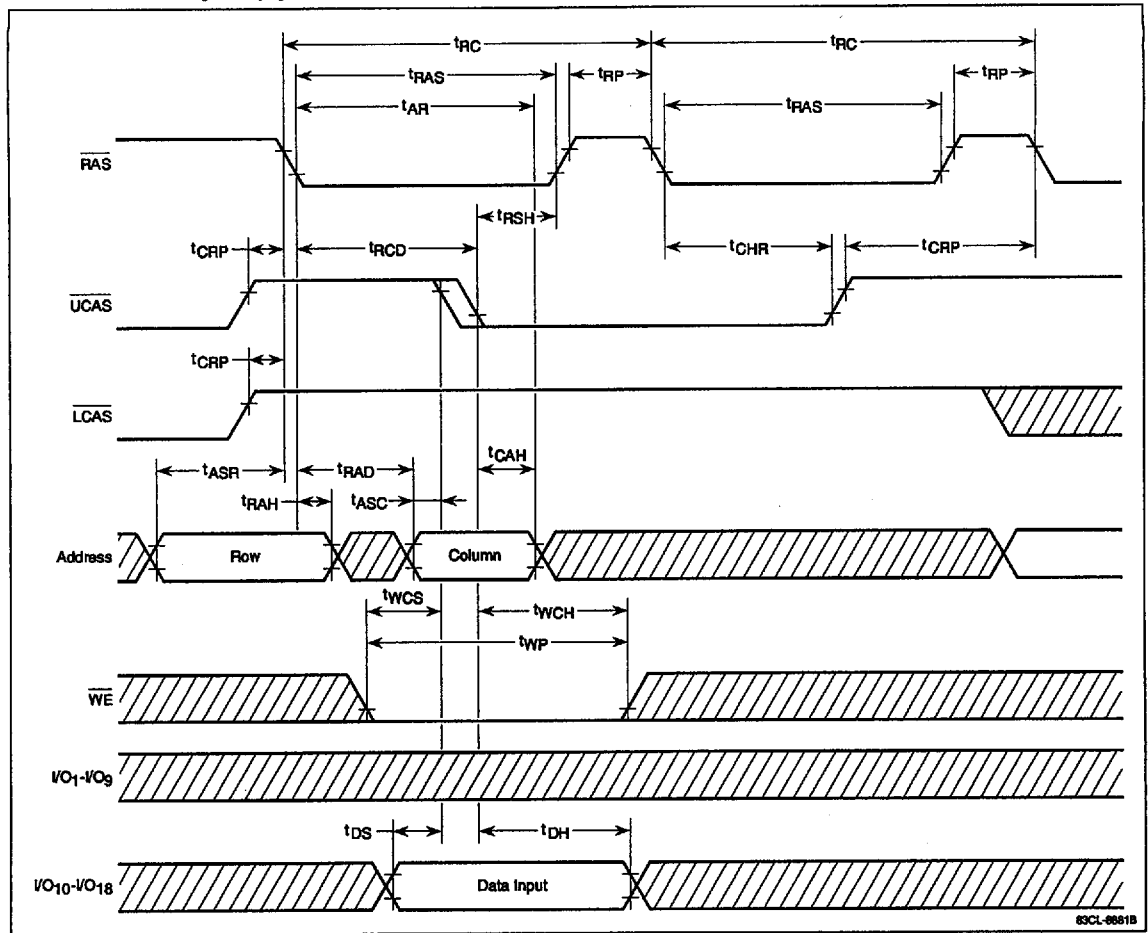 tRC tRC
tRAS tRP tRP
tAR tRAS
RAS
tRSH
tCRP tRCD tCHR tCRP
UCAS
tCRP
LCAS
tASR tRAD tCAH
tRAH tASC
Address Row Column
tWCS tWCH
tWP
WE
I/O1-I/O9
tDS tDH
I/O10-I/O18 Data Input
83CL-8881B